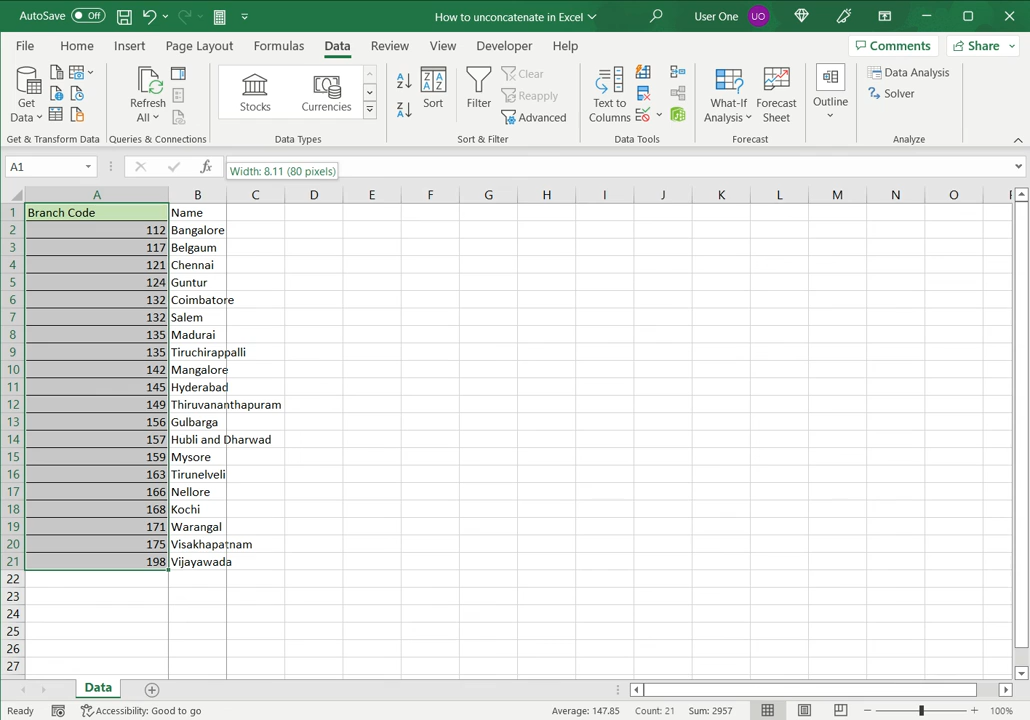 AutoSave Off How to unconcatenate in Excel User One UO
File Home Insert Page Layout Formulas Data Review View Developer Help Comments Share
Get Data Refresh All Stocks Currencies Sort Filter Clear Reapply Advanced Text to Columns What-If Analysis Forecast Sheet Outline Data Analysis Solver
Get & Transform Data Queries & Connections Data Types Sort & Filter Data Tools Forecast Analyze
A1 fx Width: 8.11 (80 pixels)
A B C D E F G H I J K L M N O
1 Branch Code Name
2 112 Bangalore
3 117 Belgaum
4 121 Chennai
5 124 Guntur
6 132 Coimbatore
7 132 Salem
8 135 Madurai
9 135 Tiruchirappalli
10 142 Mangalore
11 145 Hyderabad
12 149 Thiruvananthapuram
13 156 Gulbarga
14 157 Hubli and Dharwad
15 159 Mysore
16 163 Tirunelveli
17 166 Nellore
18 168 Kochi
19 171 Warangal
20 175 Visakhapatnam
21 198 Vijayawada
22
23
24
25
26
27
Data
Ready Accessibility: Good to go Average: 147.85 Count: 21 Sum: 2957 100%